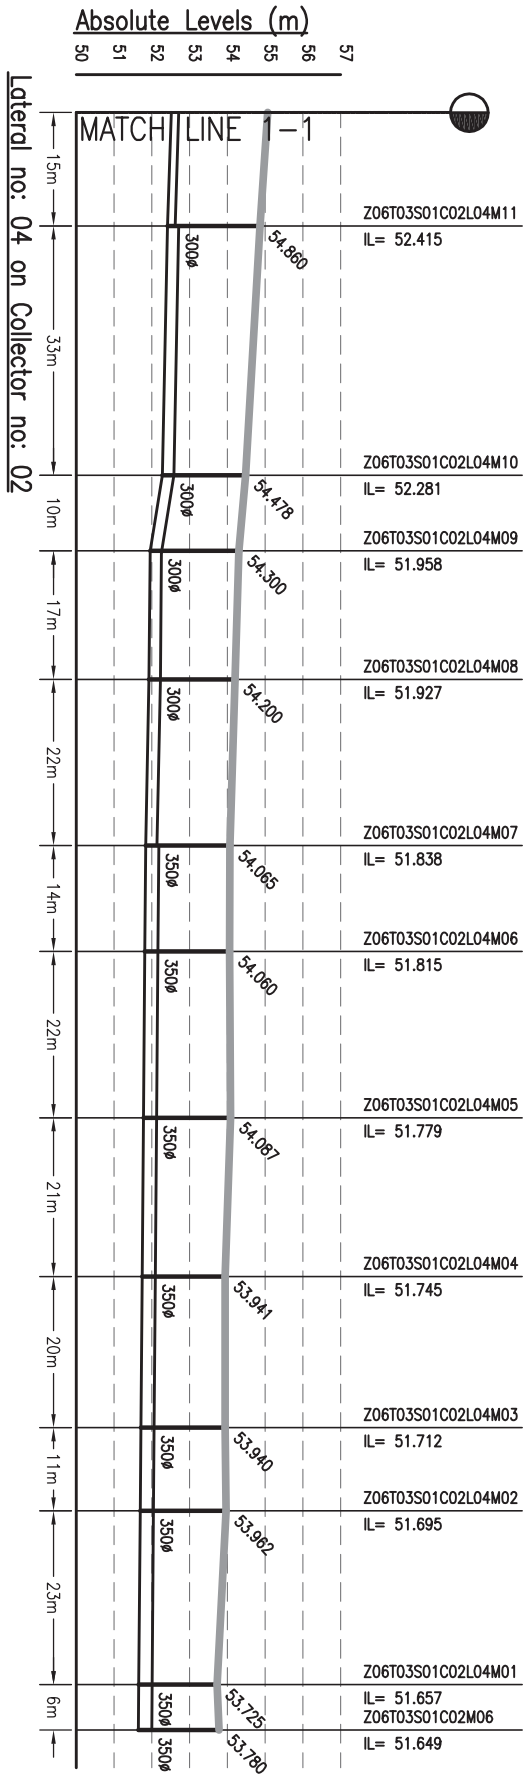 Absolute Levels (m)
50
51
52
53
54
55
56
57
MATCH LINE 1-1
Lateral no: 04 on Collector no: 02
15m
Z06T03S01C02L04M11
IL= 52.415
54.860
300ø
33m
Z06T03S01C02L04M10
IL= 52.281
54.478
300ø
10m
Z06T03S01C02L04M09
IL= 51.958
54.300
300ø
17m
Z06T03S01C02L04M08
IL= 51.927
54.200
300ø
22m
Z06T03S01C02L04M07
IL= 51.838
54.065
350ø
14m
Z06T03S01C02L04M06
IL= 51.815
54.060
350ø
22m
Z06T03S01C02L04M05
IL= 51.779
54.087
350ø
21m
Z06T03S01C02L04M04
IL= 51.745
53.941
350ø
20m
Z06T03S01C02L04M03
IL= 51.712
53.940
350ø
11m
Z06T03S01C02L04M02
IL= 51.695
53.962
350ø
23m
Z06T03S01C02L04M01
IL= 51.657
53.725
350ø
6m
Z06T03S01C02M06
IL= 51.649
53.780
350ø